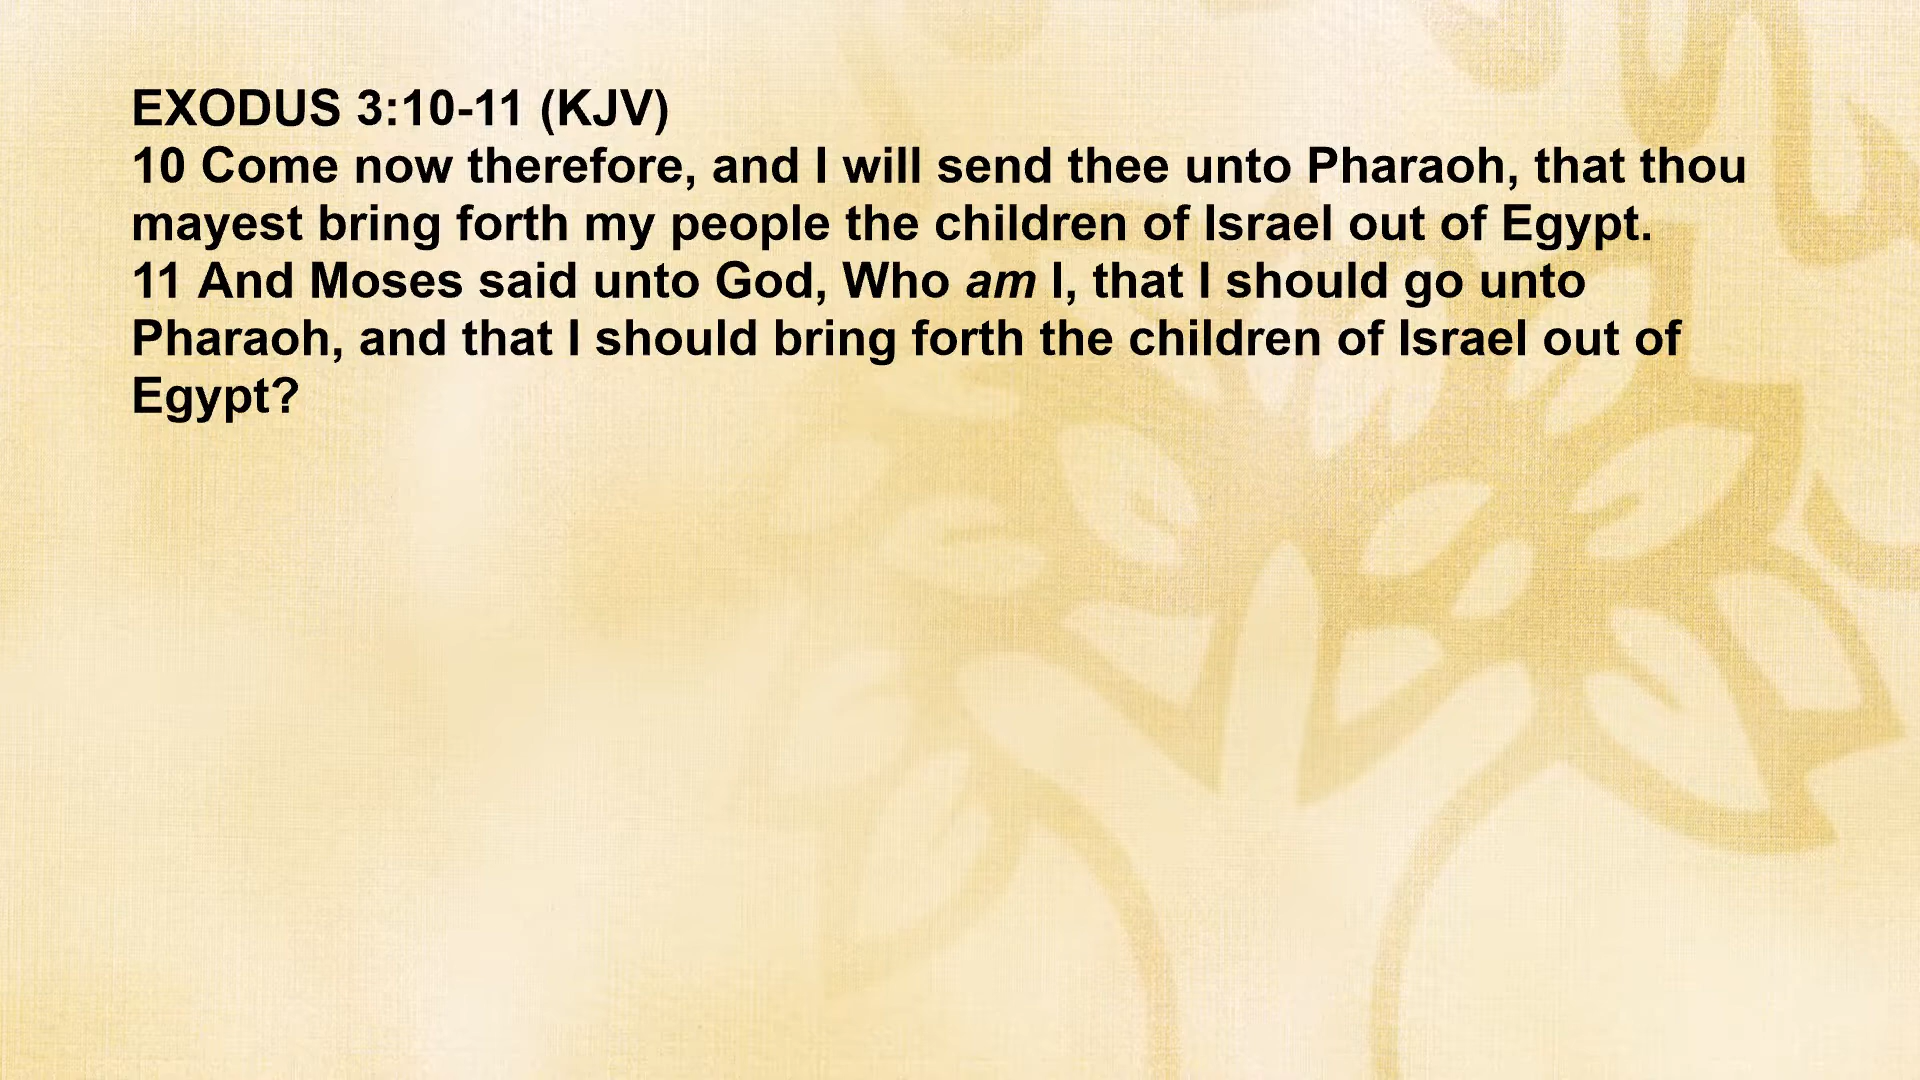 EXODUS 3:10-11 (KJV)
10 Come now therefore, and I will send thee unto Pharaoh, that thou
mayest bring forth my people the children of Israel out of Egypt.
11 And Moses said unto God, Who am I, that I should go unto
Pharaoh, and that I should bring forth the children of Israel out of
Egypt?